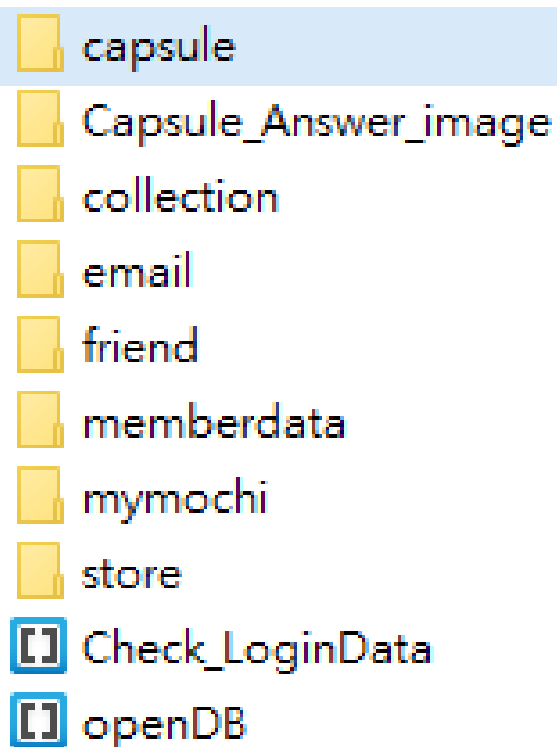 capsule
Capsule_Answer_image
collection
email
friend
memberdata
mymochi
store
Check_LoginData
openDB